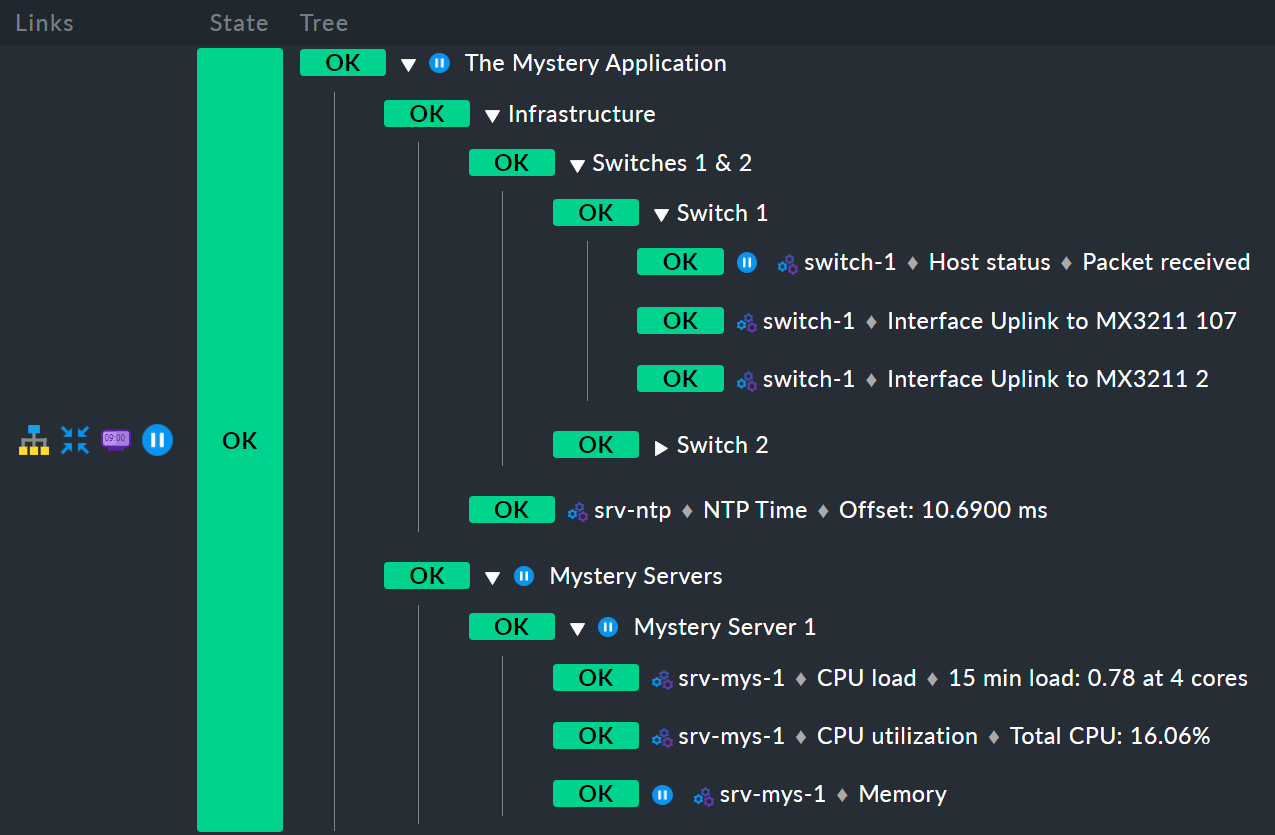 Links State Tree
OK ▼ The Mystery Application
OK ▼ Infrastructure
OK ▼ Switches 1 & 2
OK ▼ Switch 1
OK switch-1 ♦ Host status ♦ Packet received
OK switch-1 ♦ Interface Uplink to MX3211 107
OK switch-1 ♦ Interface Uplink to MX3211 2
09:00 OK
OK ▶ Switch 2
OK srv-ntp ♦ NTP Time ♦ Offset: 10.6900 ms
OK ▼ Mystery Servers
OK ▼ Mystery Server 1
OK srv-mys-1 ♦ CPU load ♦ 15 min load: 0.78 at 4 cores
OK srv-mys-1 ♦ CPU utilization ♦ Total CPU: 16.06%
OK srv-mys-1 ♦ Memory